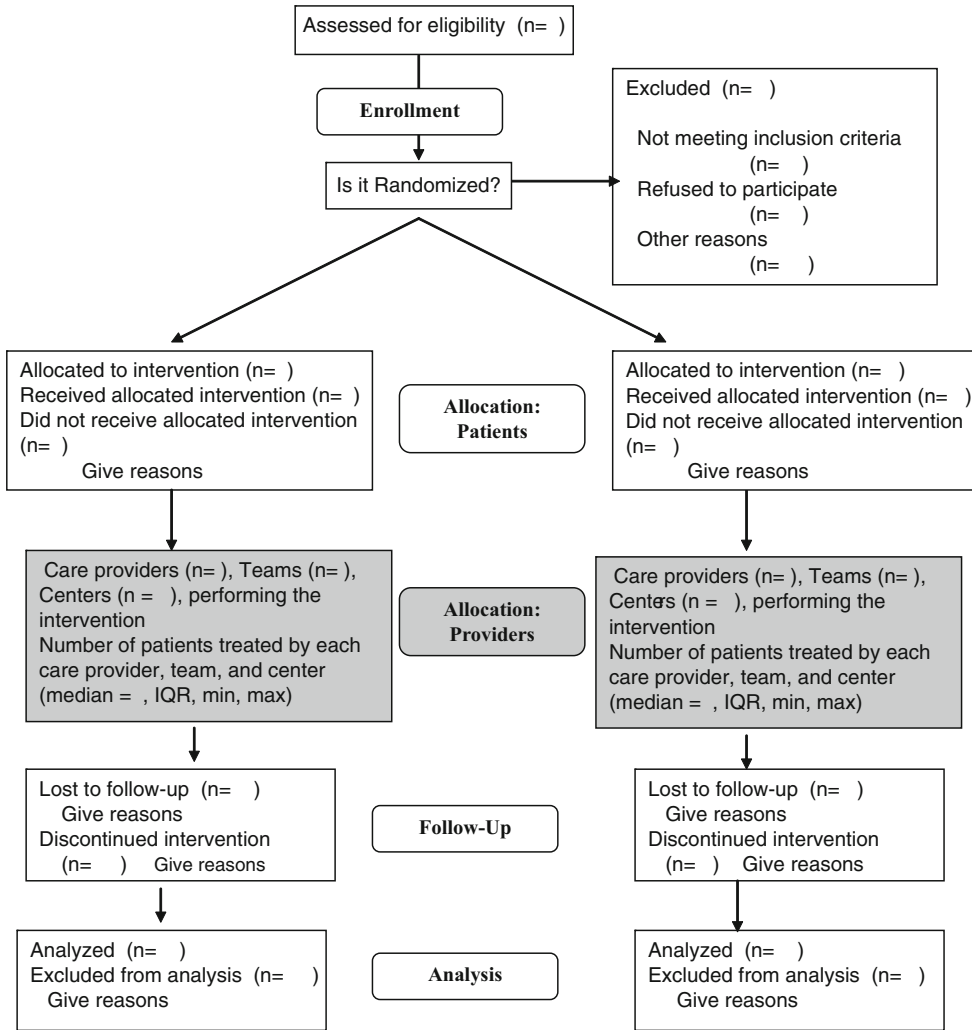 Assessed for eligibility (n= )
Enrollment
Is it Randomized?
Excluded (n= )
Not meeting inclusion criteria
(n= )
Refused to participate
(n= )
Other reasons
(n= )
Allocated to intervention (n= )
Received allocated intervention (n= )
Did not receive allocated intervention
(n= )
Give reasons
Allocation:
Patients
Allocated to intervention (n= )
Received allocated intervention (n= )
Did not receive allocated intervention
(n= )
Give reasons
Care providers (n= ), Teams (n= ),
Centers (n = ), performing the
intervention
Number of patients treated by each
care provider, team, and center
(median = , IQR, min, max)
Allocation:
Providers
Care providers (n= ), Teams (n= ),
Centers (n = ), performing the
intervention
Number of patients treated by each
care provider, team, and center
(median = , IQR, min, max)
Lost to follow-up (n= )
Give reasons
Discontinued intervention
(n= ) Give reasons
Follow-Up
Lost to follow-up (n= )
Give reasons
Discontinued intervention
(n= ) Give reasons
Analyzed (n= )
Excluded from analysis (n= )
Give reasons
Analysis
Analyzed (n= )
Excluded from analysis (n= )
Give reasons